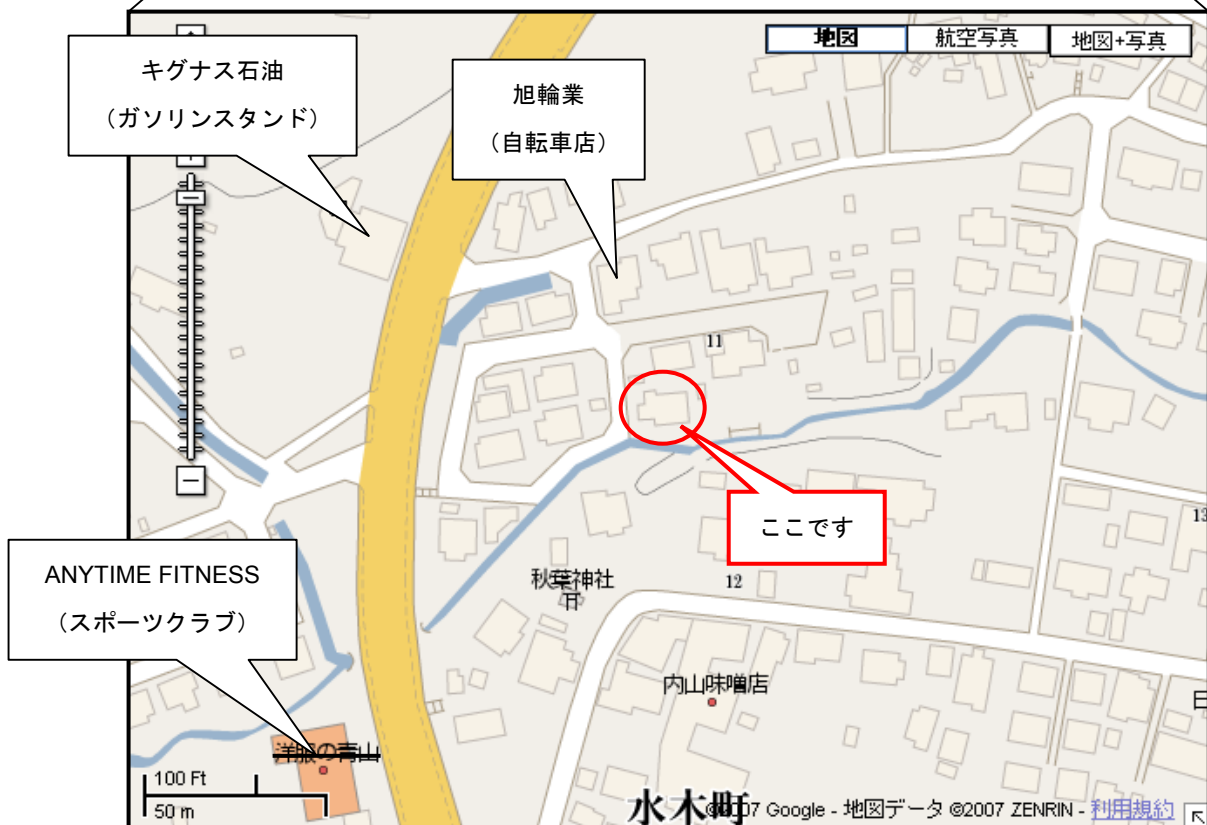 地図
航空写真
地図+写真
キグナス石油
（ガソリンスタンド）
旭輪業
（自転車店）
11
ここです
13
ANYTIME FITNESS
（スポーツクラブ）
秋葉神社
12
内山味噌店
日
洋服の青山
100 Ft
50 m
水木町
07 Google - 地図データ ©2007 ZENRIN - 利用規約